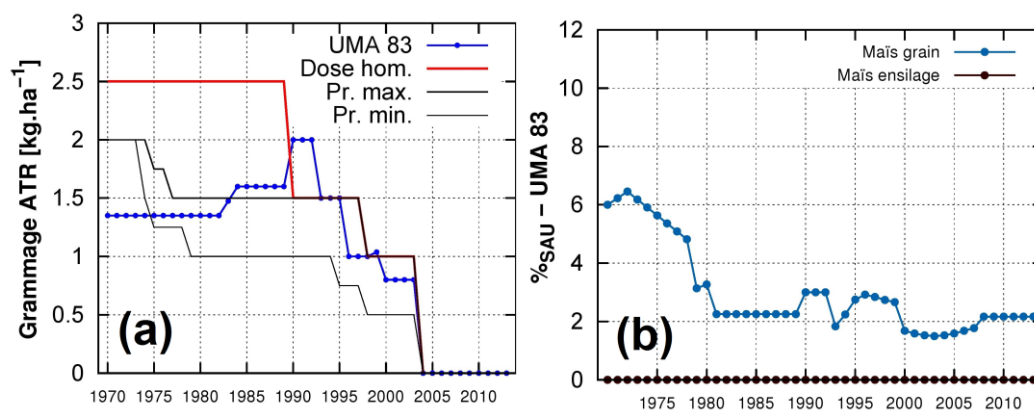 Grammage ATR [kg.ha⁻¹]
3
2.5
2
1.5
1
0.5
0
UMA 83
Dose hom.
Pr. max.
Pr. min.
(a)
1970 1975 1980 1985 1990 1995 2000 2005 2010
%SAU – UMA 83
12
10
8
6
4
2
0
Maïs grain
Maïs ensilage
(b)
1975 1980 1985 1990 1995 2000 2005 2010